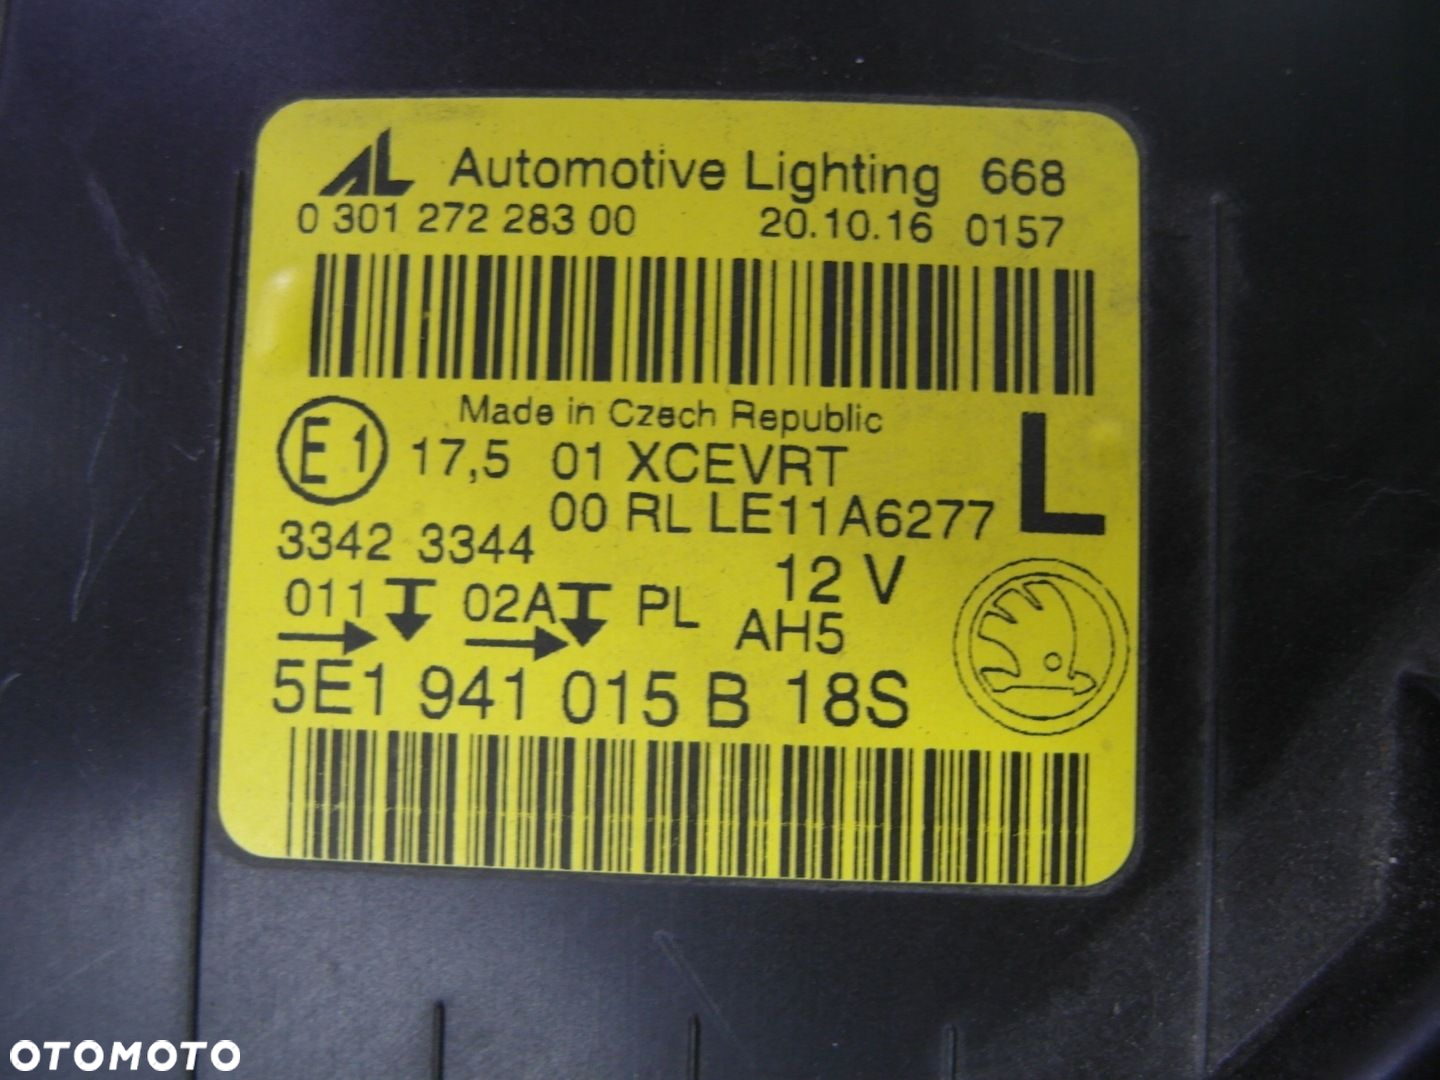 AL Automotive Lighting 668
0 301 272 283 00 20.10.16 0157
Made in Czech Republic
E1 17,5 01 XCEVRT L
00 RL LE11A6277
3342 3344
12 V
011 02A PL AH5
5E1 941 015 B 18S
OTOMOTO